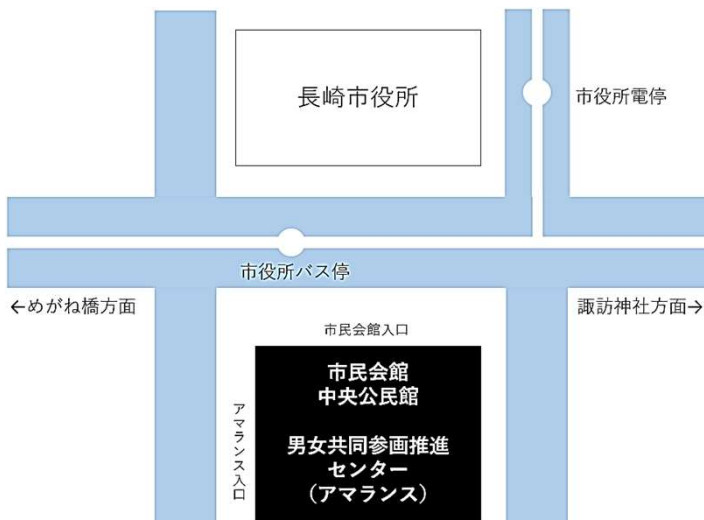 長崎市役所
市役所電停
市役所バス停
←めがね橋方面
諏訪神社方面→
市民会館入口
市民会館
中央公民館
アマランス入口
男女共同参画推進
センター
（アマランス）